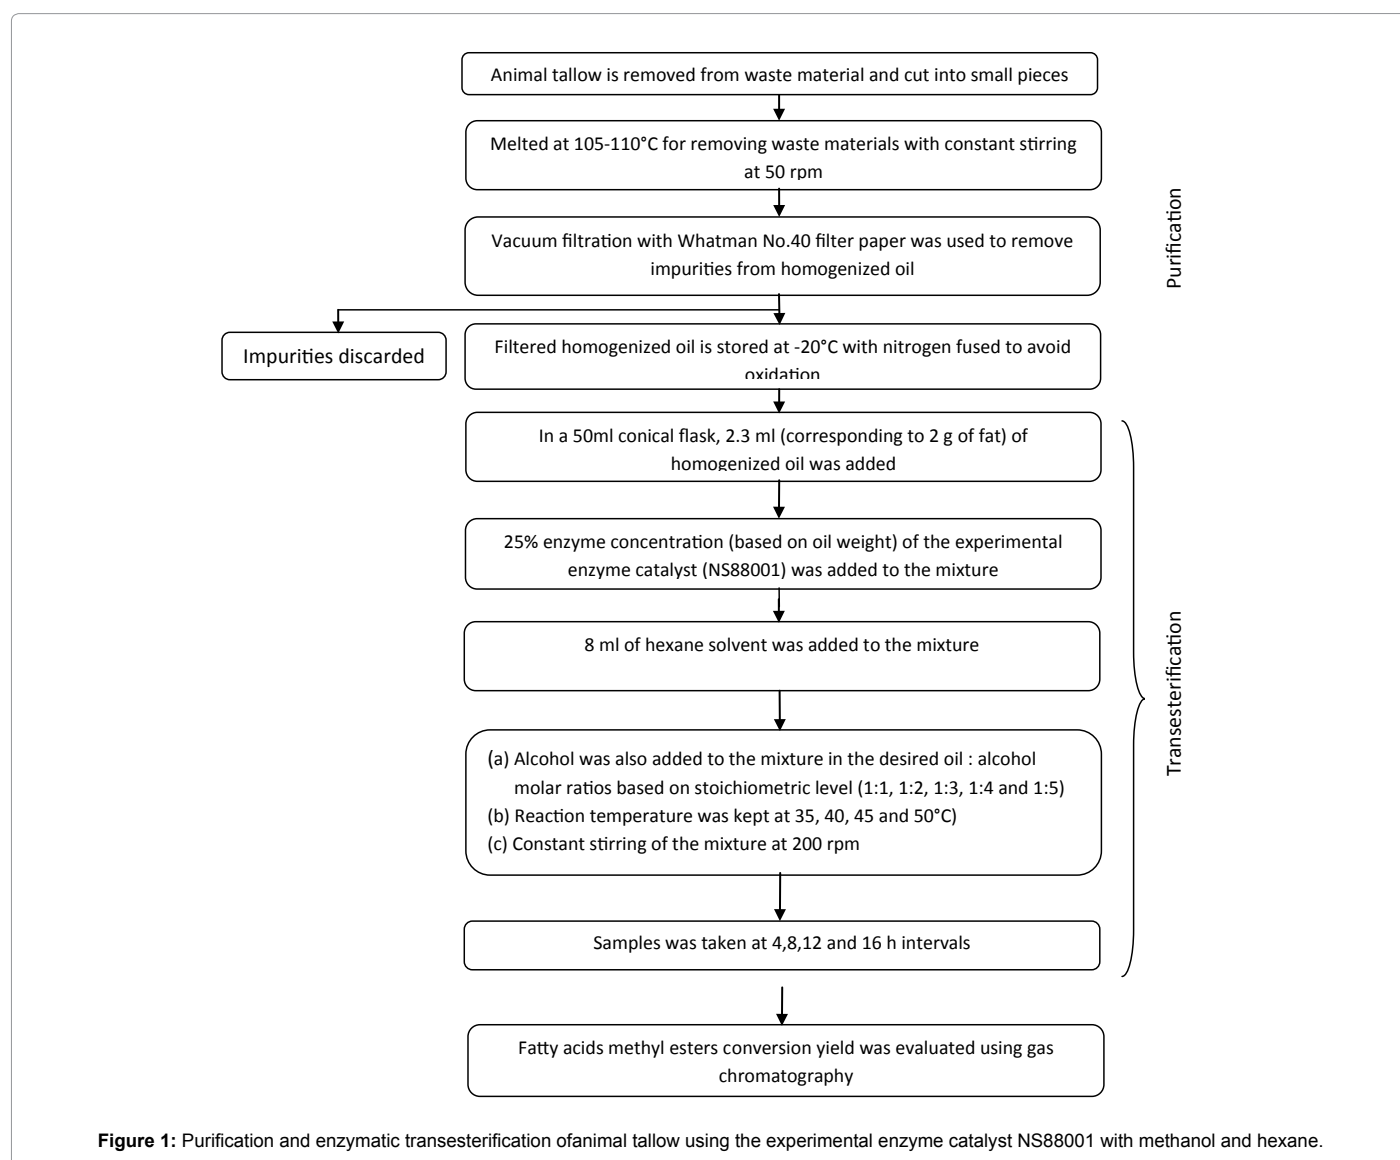 Animal tallow is removed from waste material and cut into small pieces
Melted at 105-110°C for removing waste materials with constant stirring
at 50 rpm
Purification
Vacuum filtration with Whatman No.40 filter paper was used to remove
impurities from homogenized oil
Impurities discarded
Filtered homogenized oil is stored at -20°C with nitrogen fused to avoid
oxidation
In a 50ml conical flask, 2.3 ml (corresponding to 2 g of fat) of
homogenized oil was added
25% enzyme concentration (based on oil weight) of the experimental
enzyme catalyst (NS88001) was added to the mixture
8 ml of hexane solvent was added to the mixture
Transesterification
(a) Alcohol was also added to the mixture in the desired oil : alcohol
molar ratios based on stoichiometric level (1:1, 1:2, 1:3, 1:4 and 1:5)
(b) Reaction temperature was kept at 35, 40, 45 and 50°C)
(c) Constant stirring of the mixture at 200 rpm
Samples was taken at 4,8,12 and 16 h intervals
Fatty acids methyl esters conversion yield was evaluated using gas
chromatography
Figure 1: Purification and enzymatic transesterification ofanimal tallow using the experimental enzyme catalyst NS88001 with methanol and hexane.